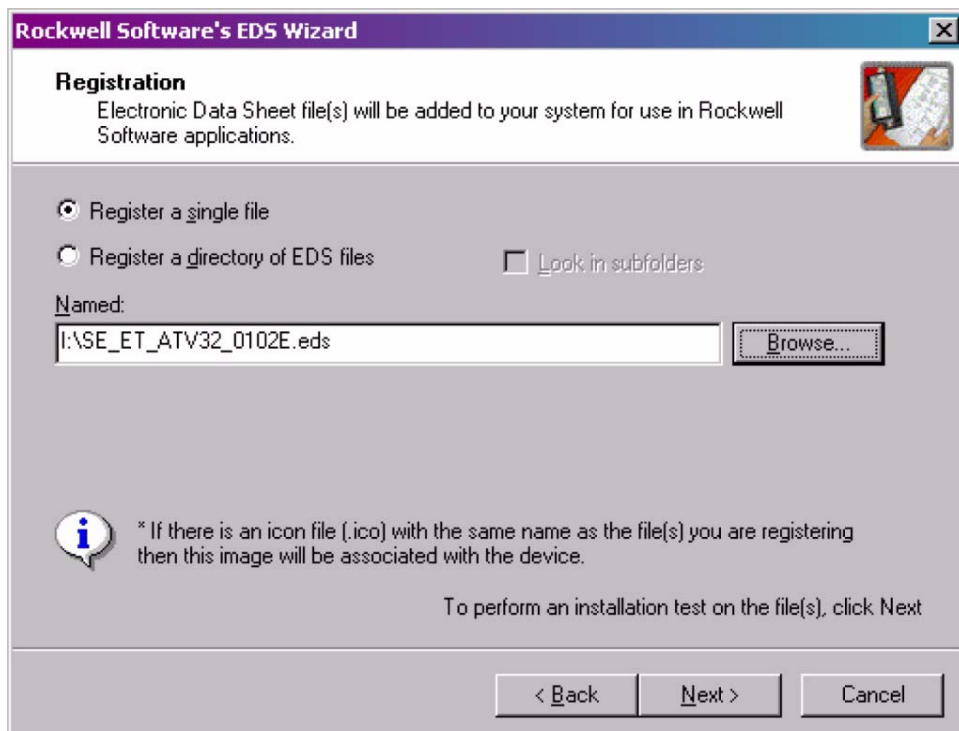 Rockwell Software's EDS Wizard
Registration
Electronic Data Sheet file(s) will be added to your system for use in Rockwell
Software applications.
Register a single file
Register a directory of EDS files
Look in subfolders
Named:
I:\SE_ET_ATV32_0102E.eds
Browse...
* If there is an icon file (.ico) with the same name as the file(s) you are registering
then this image will be associated with the device.
To perform an installation test on the file(s), click Next
< Back
Next >
Cancel